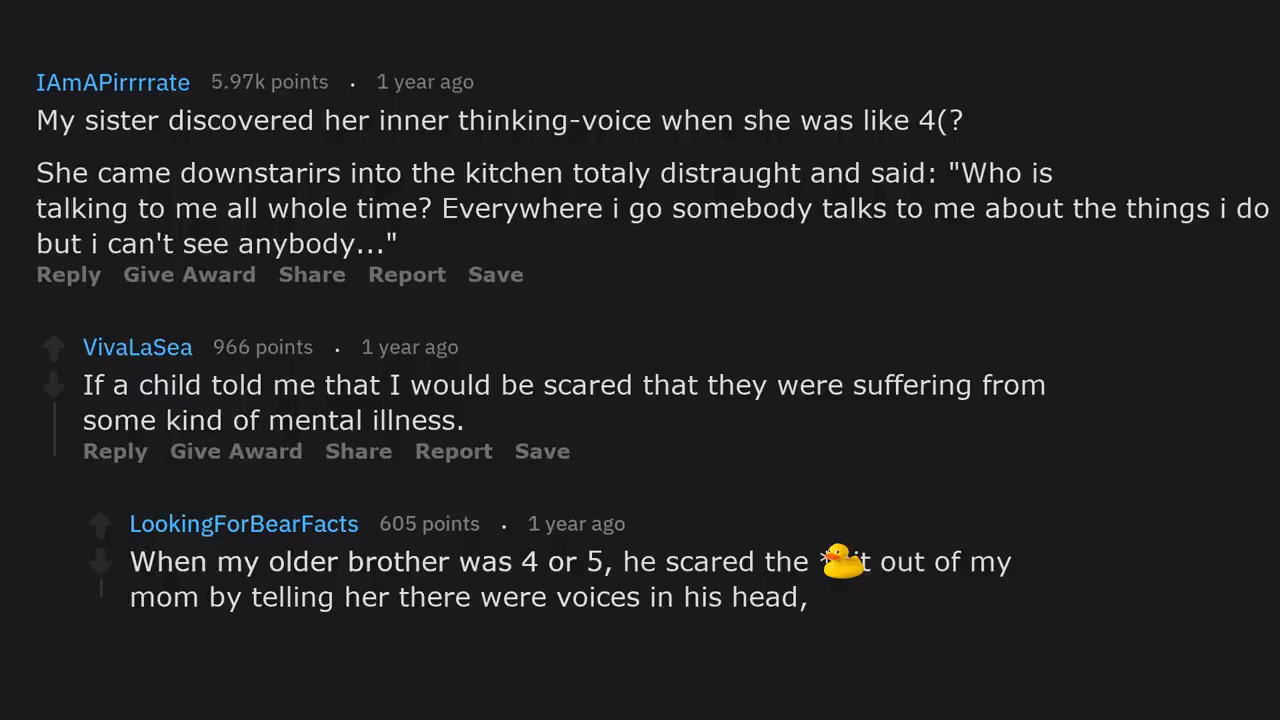 IAmAPirrrrate 5.97k points . 1 year ago
My sister discovered her inner thinking-voice when she was like 4(?
She came downstarirs into the kitchen totaly distraught and said: "Who is
talking to me all whole time? Everywhere i go somebody talks to me about the things i do
but i can't see anybody..."
Reply Give Award Share Report Save
VivaLaSea 966 points . 1 year ago
If a child told me that I would be scared that they were suffering from
some kind of mental illness.
Reply Give Award Share Report Save
LookingForBearFacts 605 points . 1 year ago
When my older brother was 4 or 5, he scared the out of my
mom by telling her there were voices in his head,